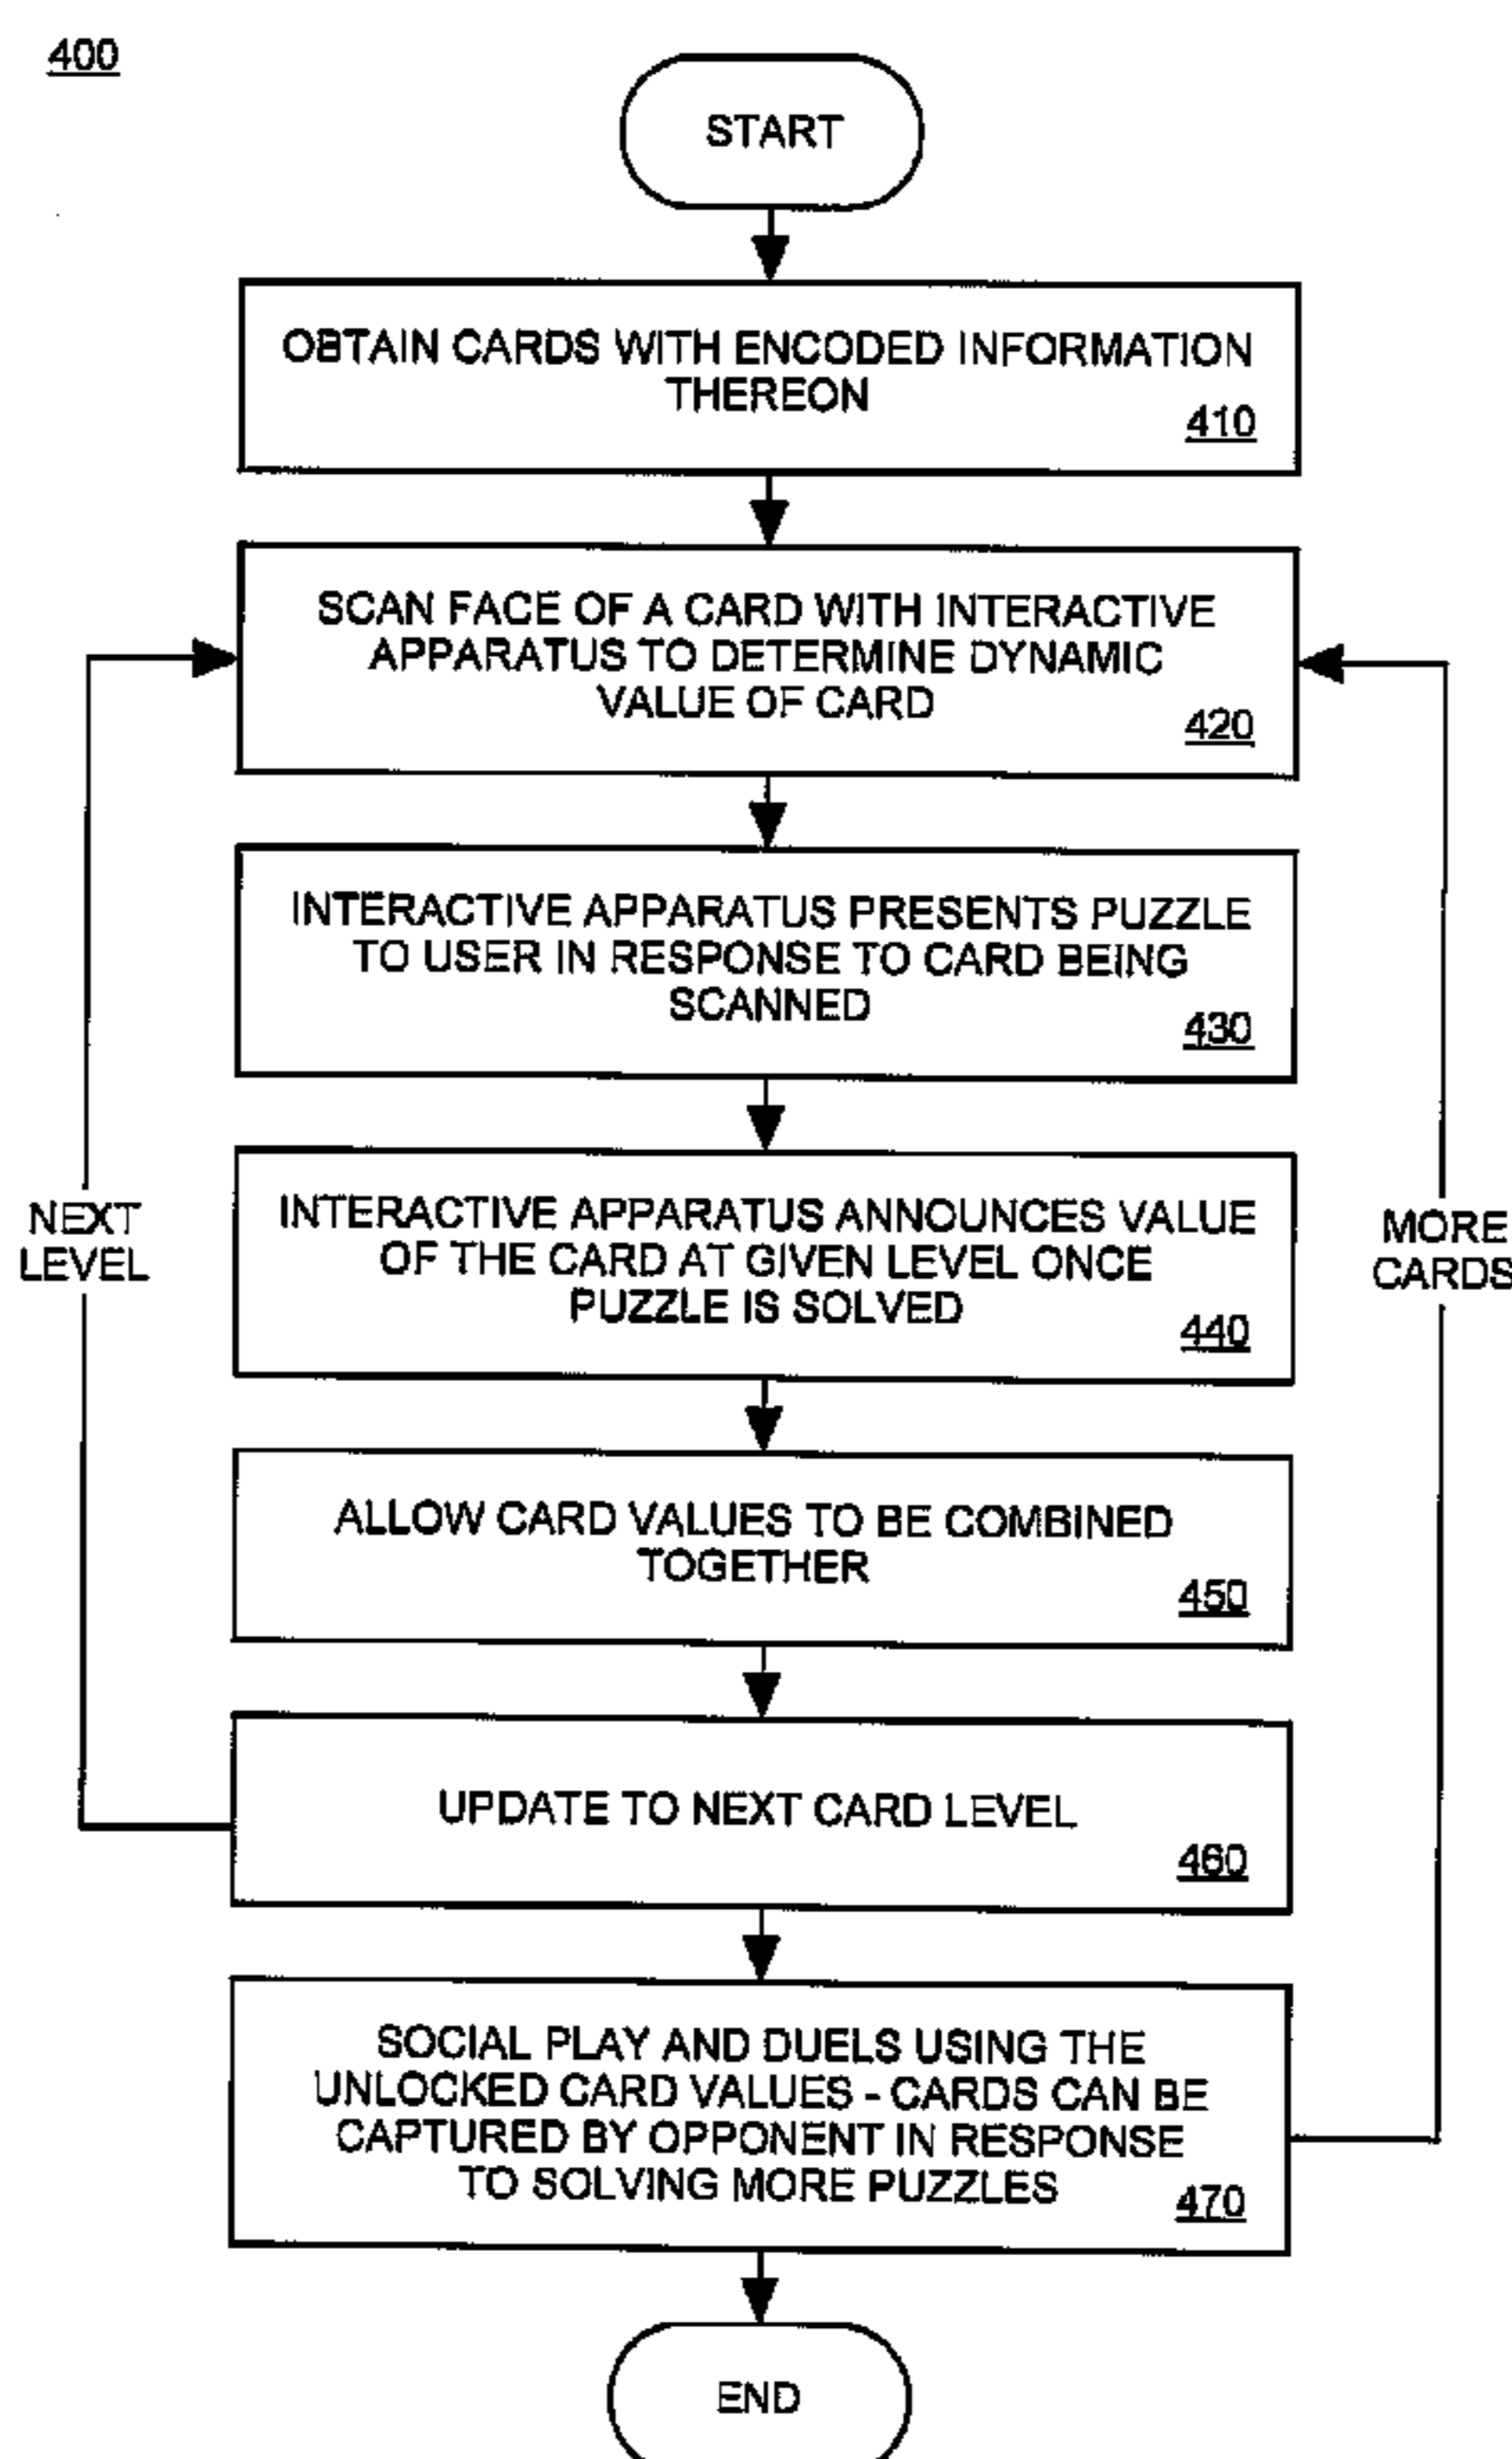 400
START
OBTAIN CARDS WITH ENCODED INFORMATION
THEREON
410
SCAN FACE OF A CARD WITH INTERACTIVE
APPARATUS TO DETERMINE DYNAMIC
VALUE OF CARD
420
INTERACTIVE APPARATUS PRESENTS PUZZLE
TO USER IN RESPONSE TO CARD BEING
SCANNED
430
INTERACTIVE APPARATUS ANNOUNCES VALUE
OF THE CARD AT GIVEN LEVEL ONCE
PUZZLE IS SOLVED
440
NEXT
LEVEL
MORE
CARDS
ALLOW CARD VALUES TO BE COMBINED
TOGETHER
450
UPDATE TO NEXT CARD LEVEL
460
SOCIAL PLAY AND DUELS USING THE
UNLOCKED CARD VALUES - CARDS CAN BE
CAPTURED BY OPPONENT IN RESPONSE
TO SOLVING MORE PUZZLES
470
END